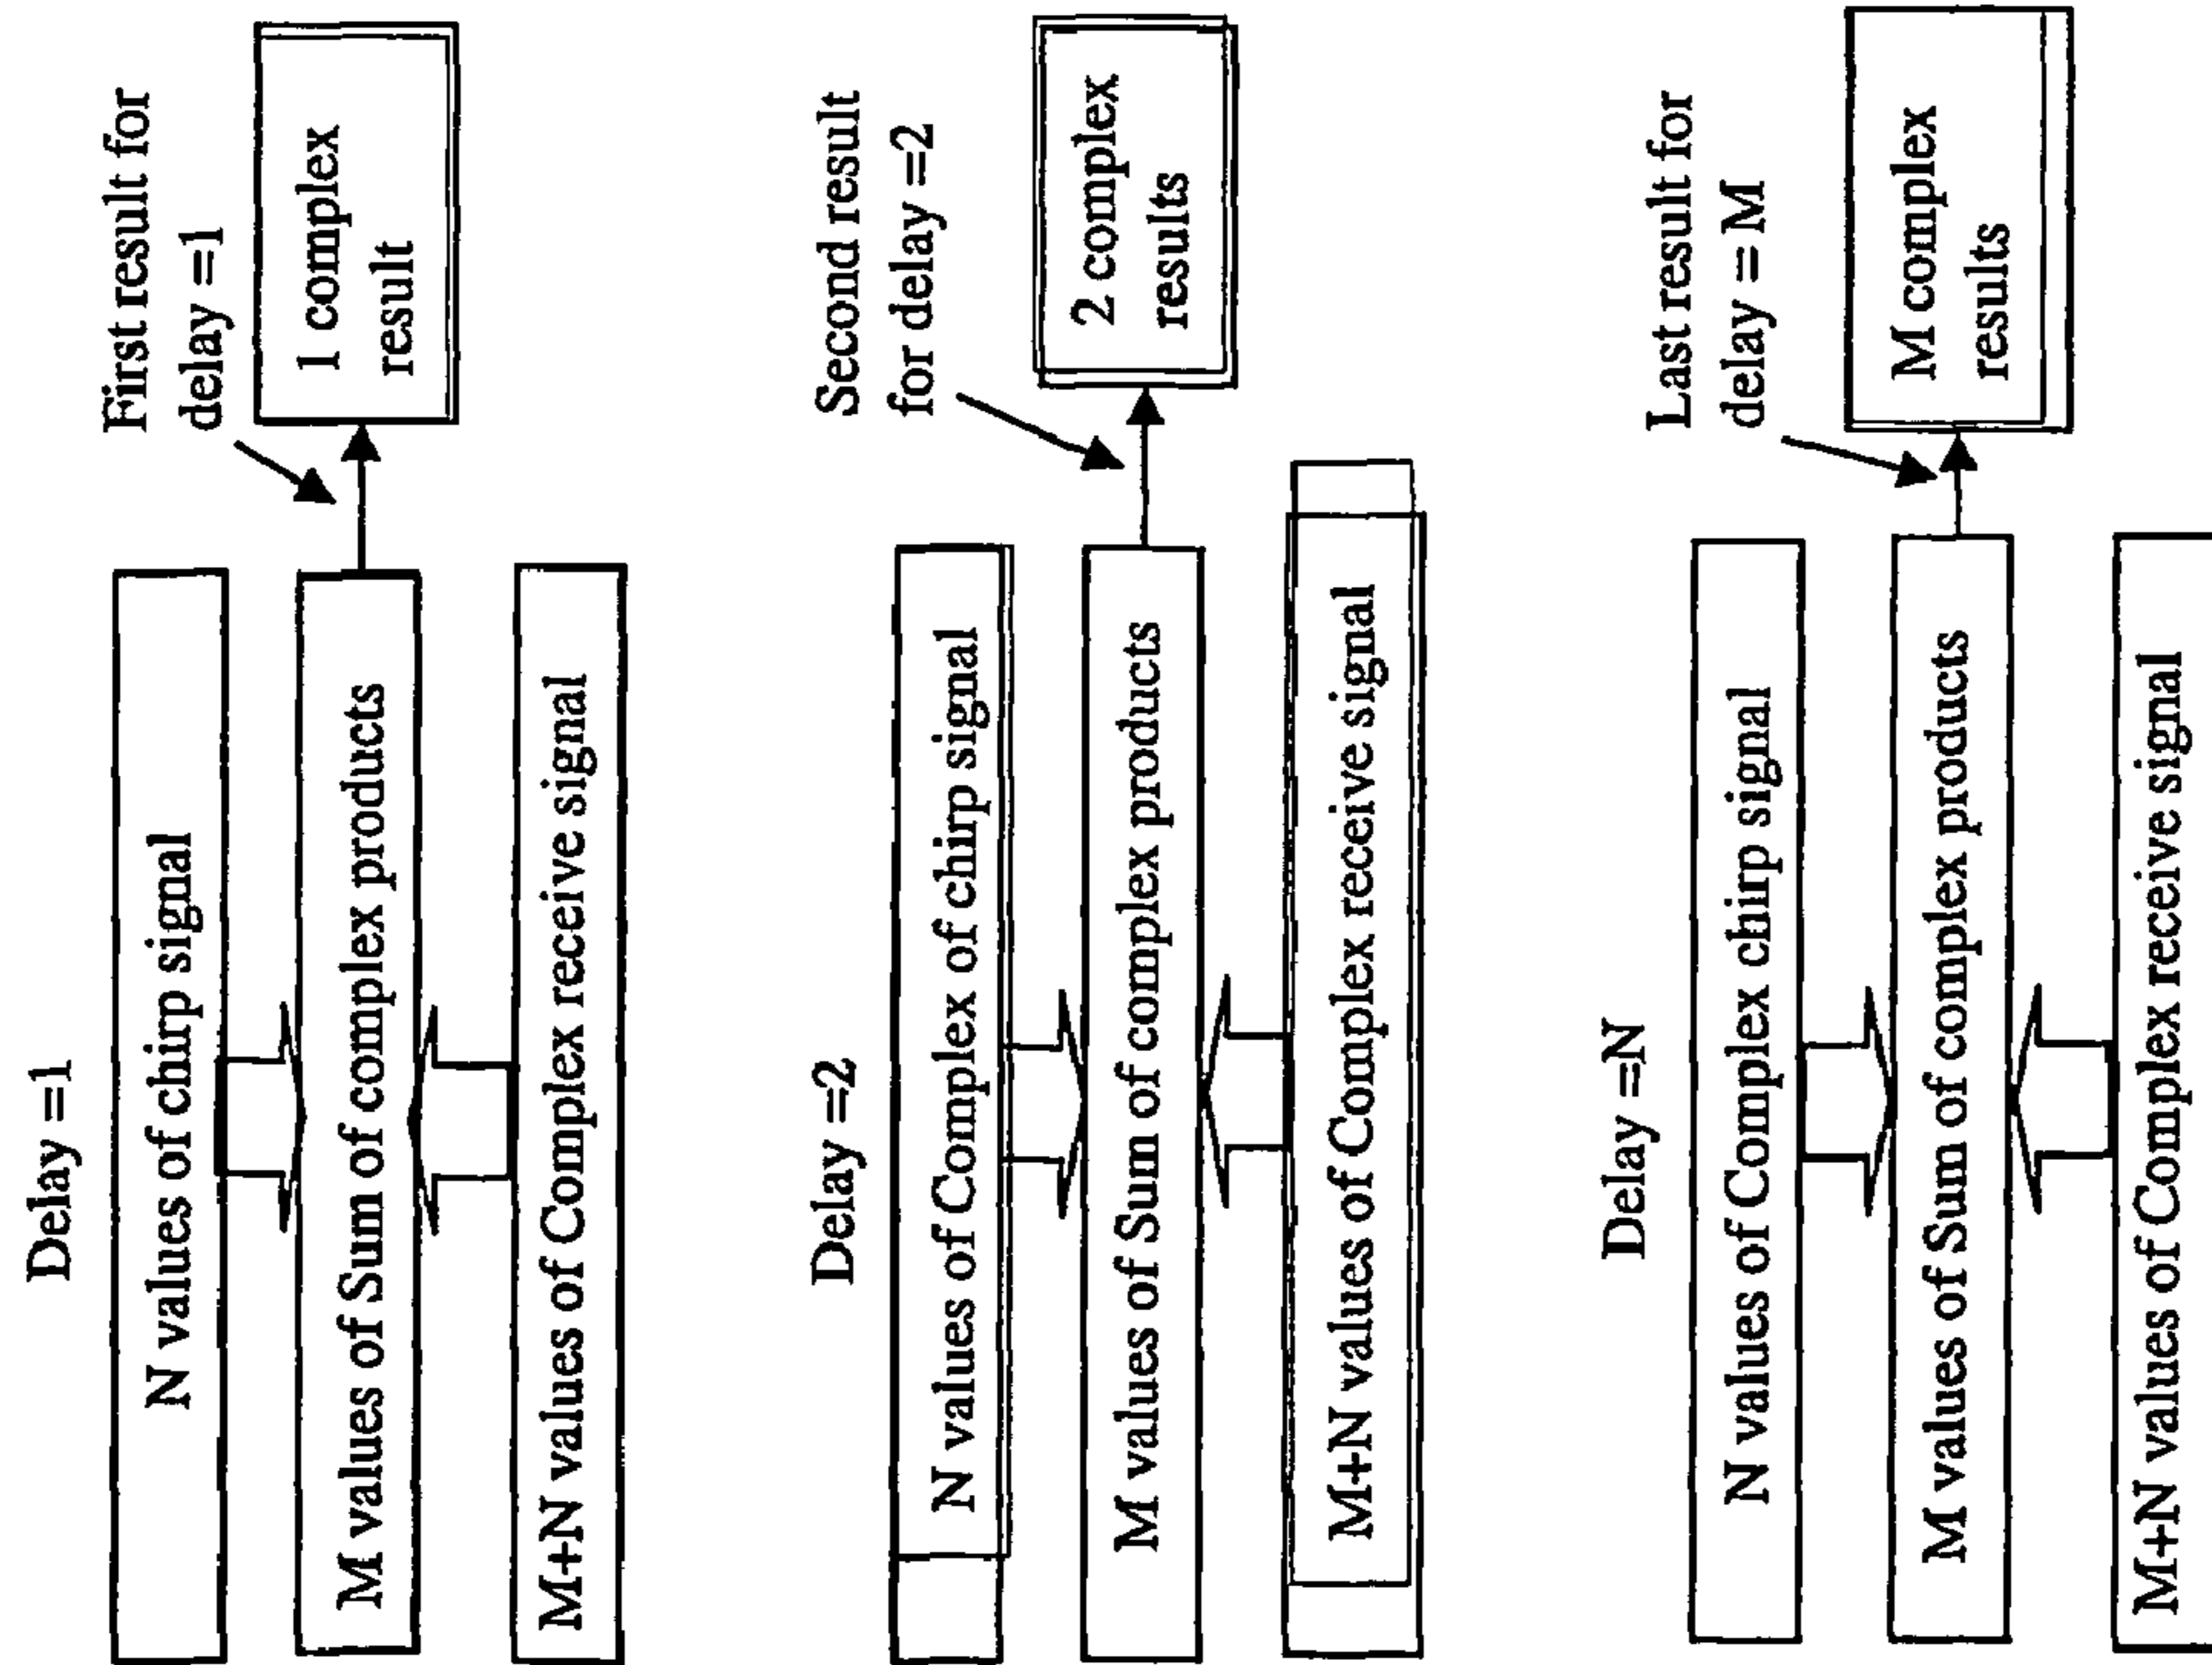 Delay =1
N values of chirp signal
M values of Sum of complex products
M+N values of Complex receive signal
First result for
delay =1
1 complex
result
Delay =2
N values of Complex of chirp signal
M values of Sum of complex products
M+N values of Complex receive signal
Second result
for delay =2
2 complex
results
Delay =N
N values of Complex chirp signal
M values of Sum of complex products
M+N values of Complex receive signal
Last result for
delay = M
M complex
results